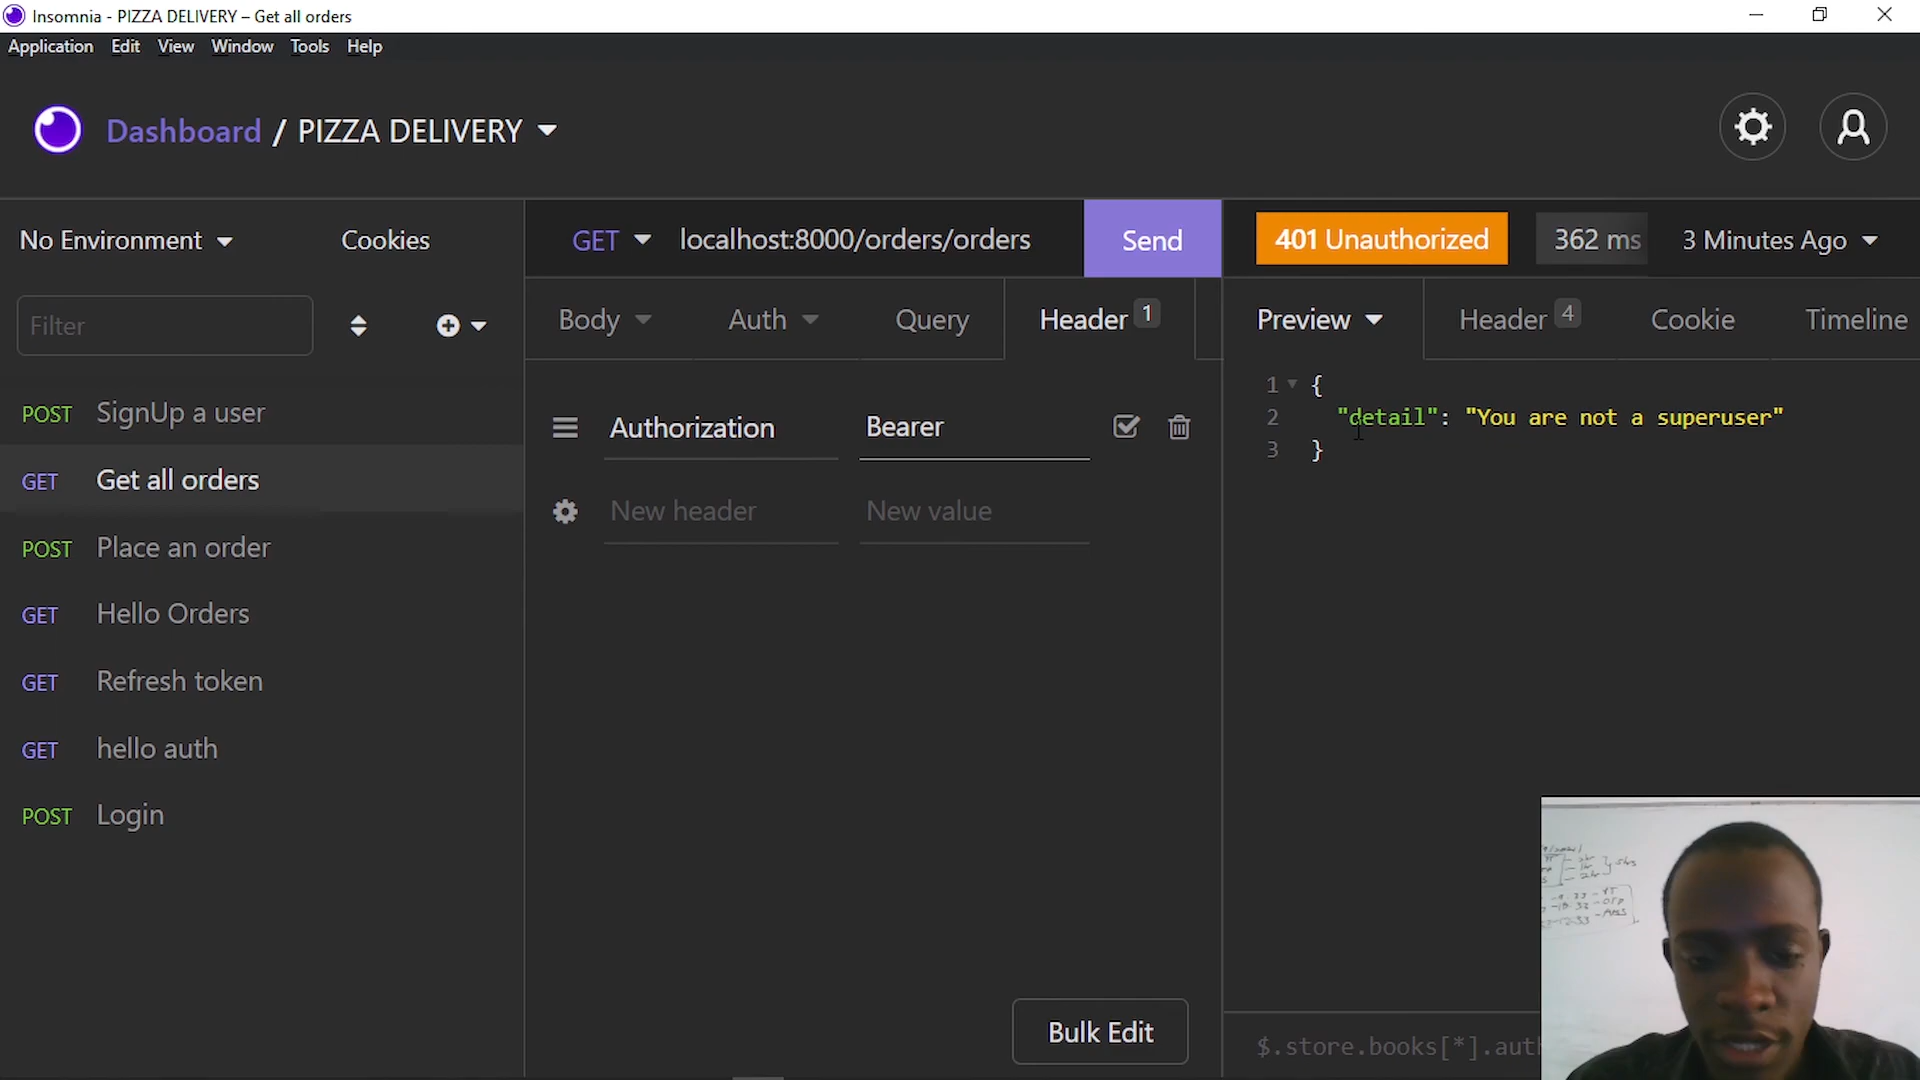 Insomnia - PIZZA DELIVERY – Get all orders
Application Edit View Window Tools Help
Dashboard / PIZZA DELIVERY
No Environment Cookies
GET localhost:8000/orders/orders Send
401 Unauthorized 362 ms 3 Minutes Ago
Filter
Body Auth Query Header 1
Preview Header 4 Cookie Timeline
POST SignUp a user
GET Get all orders
POST Place an order
GET Hello Orders
GET Refresh token
GET hello auth
POST Login
Authorization Bearer
New header New value
Bulk Edit
1 {
2 "detail": "You are not a superuser"
3 }
$.store.books[*].aut